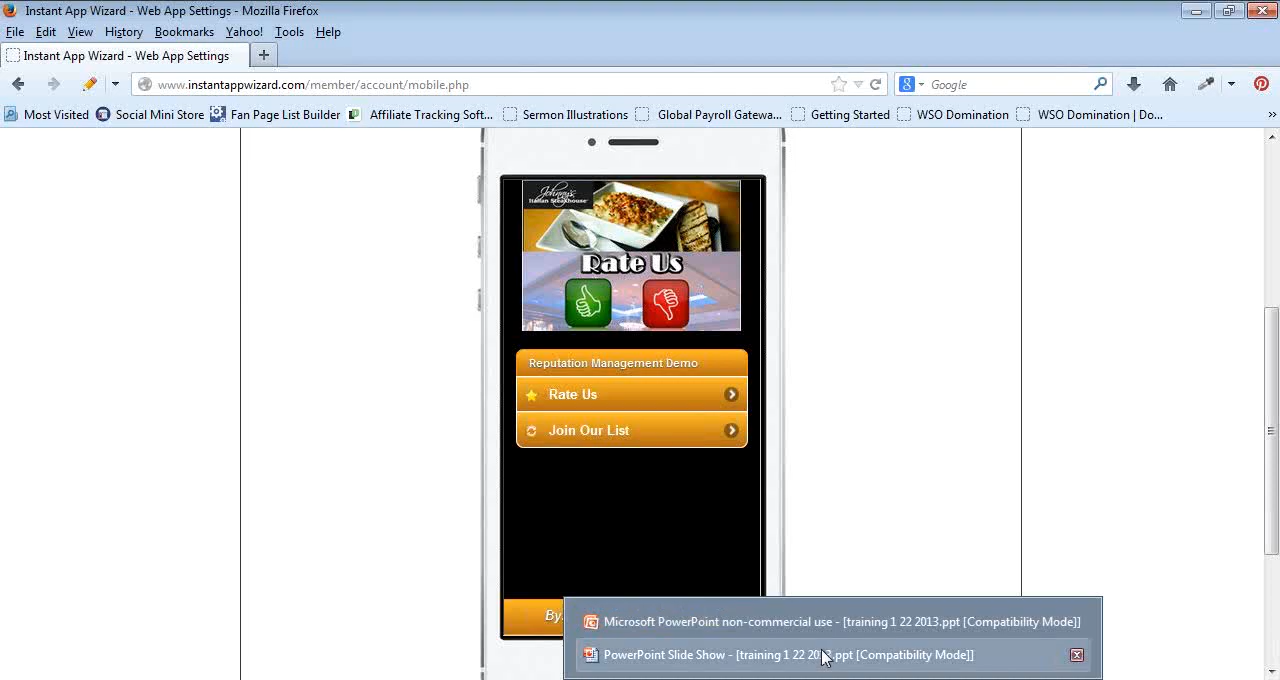 Instant App Wizard - Web App Settings - Mozilla Firefox
File Edit View History Bookmarks Yahoo! Tools Help
Instant App Wizard - Web App Settings
www.instantappwizard.com/member/account/mobile.php
Google
Most Visited Social Mini Store Fan Page List Builder Affiliate Tracking Soft... Sermon Illustrations Global Payroll Gatewa... Getting Started WSO Domination WSO Domination | Do...
Johnny's
Italian Steakhouse
Rate Us
Reputation Management Demo
Rate Us
Join Our List
By
Microsoft PowerPoint non-commercial use - [training 1 22 2013.ppt [Compatibility Mode]]
PowerPoint Slide Show - [training 1 22 2013.ppt [Compatibility Mode]]